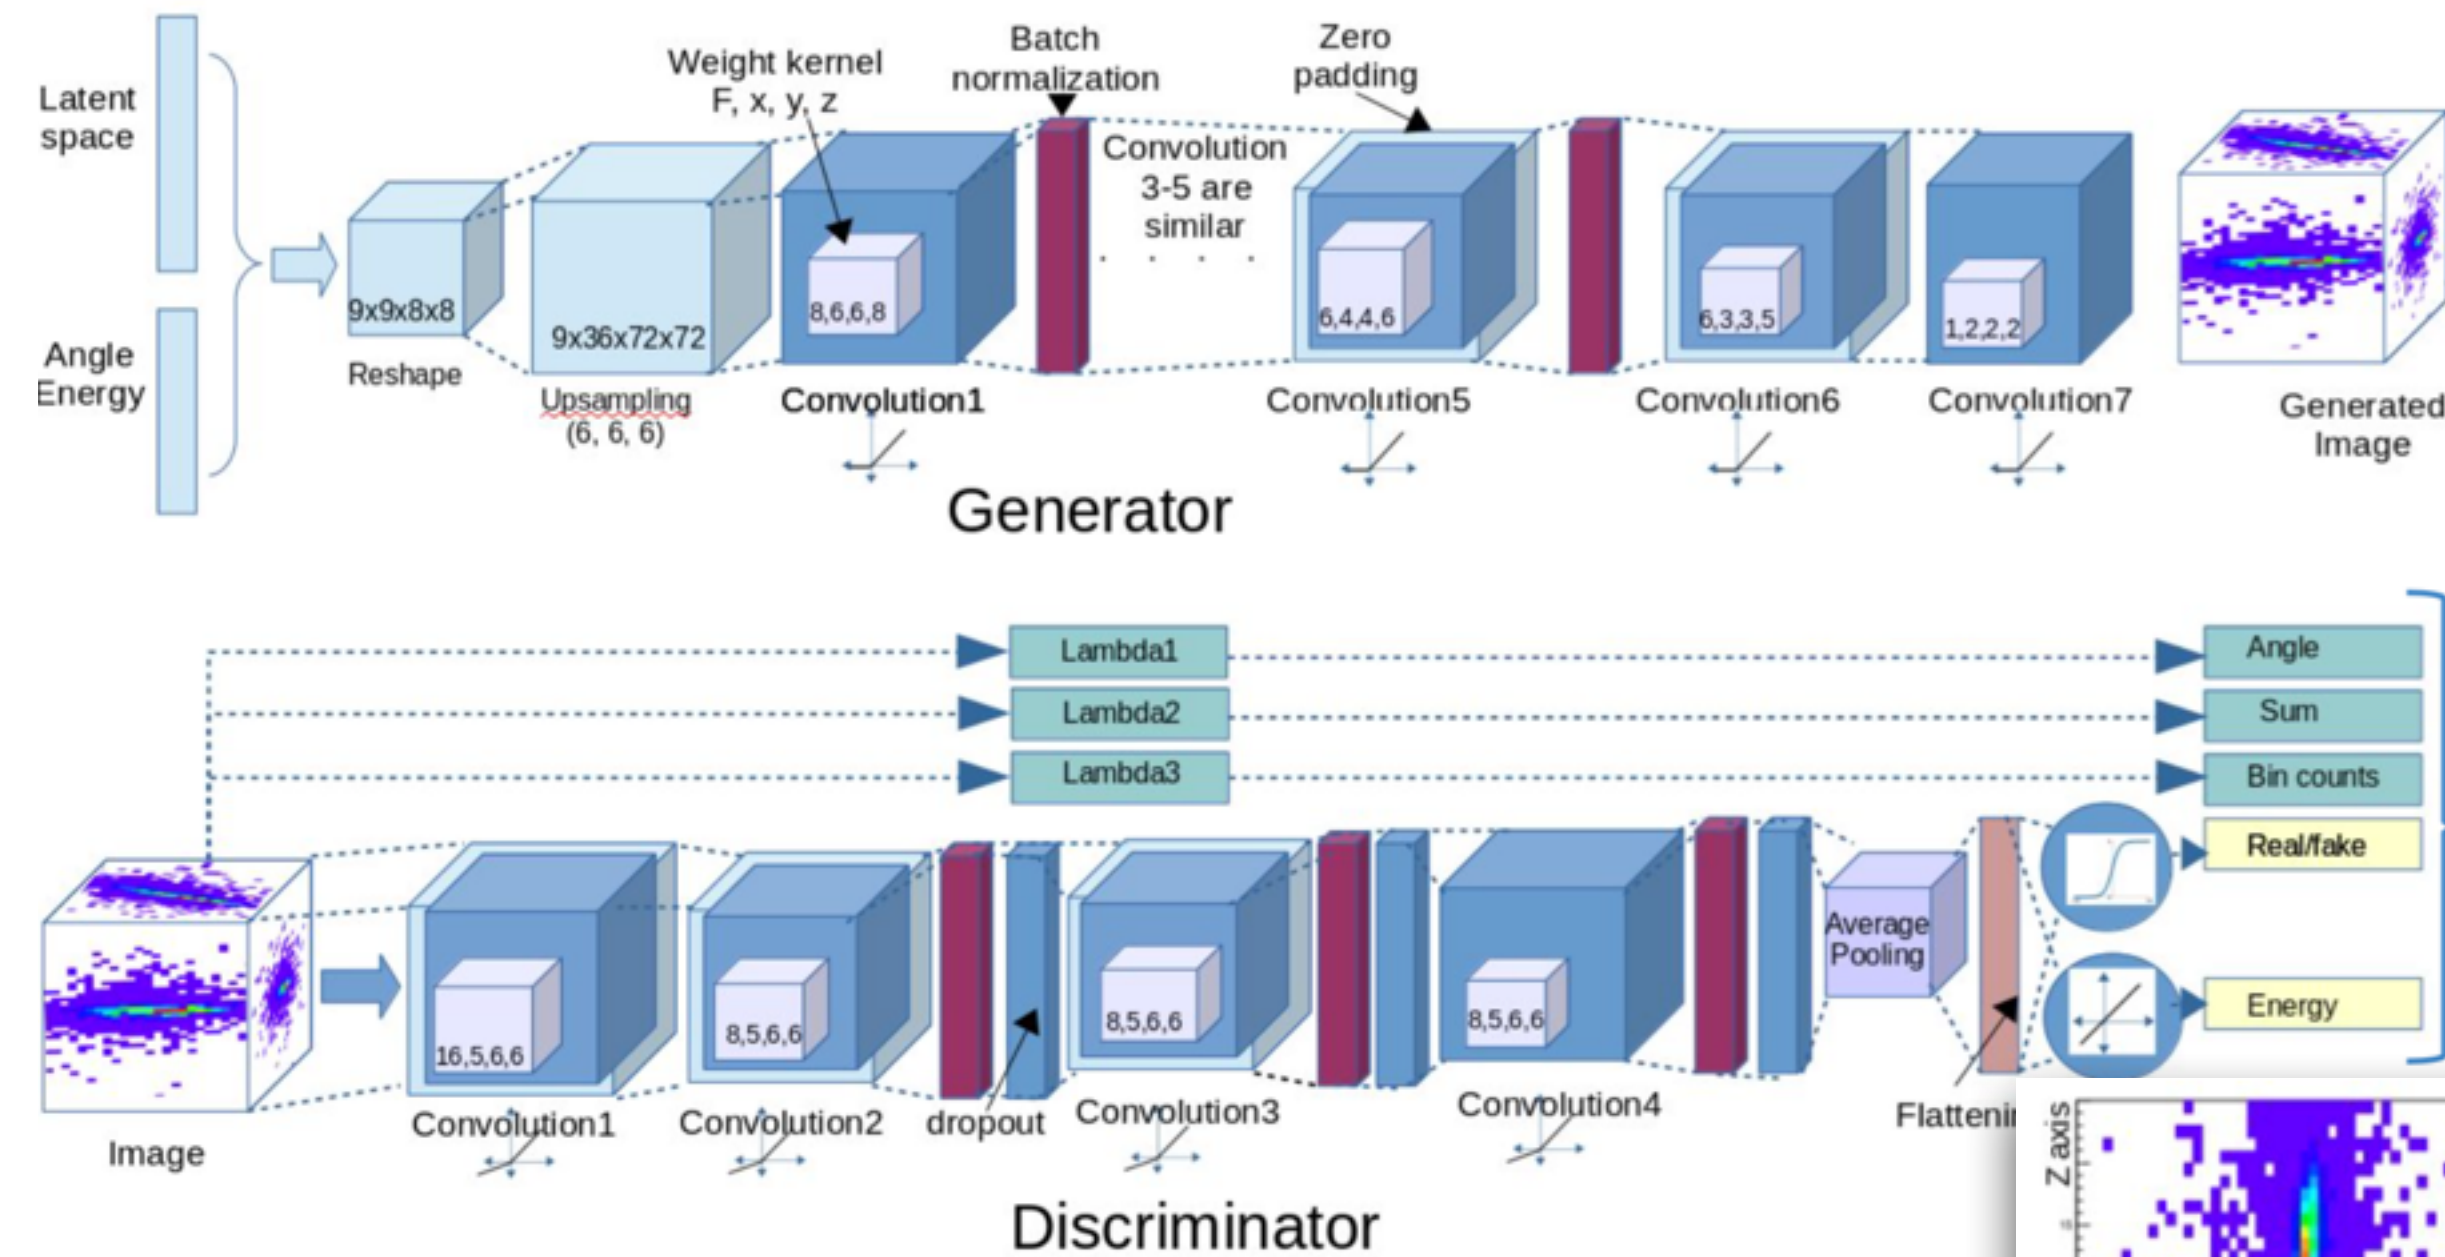 Latent
space
Angle
Energy
9x9x8x8
Reshape
9x36x72x72
Upsampling
(6, 6, 6)
Weight kernel
F, x, y, z
8,6,6,8
Convolution1
Batch
normalization
Convolution
3-5 are
similar
. . . .
Zero
padding
6,4,4,6
Convolution5
6,3,3,5
Convolution6
1,2,2,2
Convolution7
Generated
Image
Generator
Lambda1
Angle
Lambda2
Sum
Lambda3
Bin counts
Real/fake
Energy
Image
16,5,6,6
Convolution1
8,5,6,6
Convolution2
dropout
8,5,6,6
Convolution3
8,5,6,6
Convolution4
Average
Pooling
Flattenin
Z axis
Discriminator